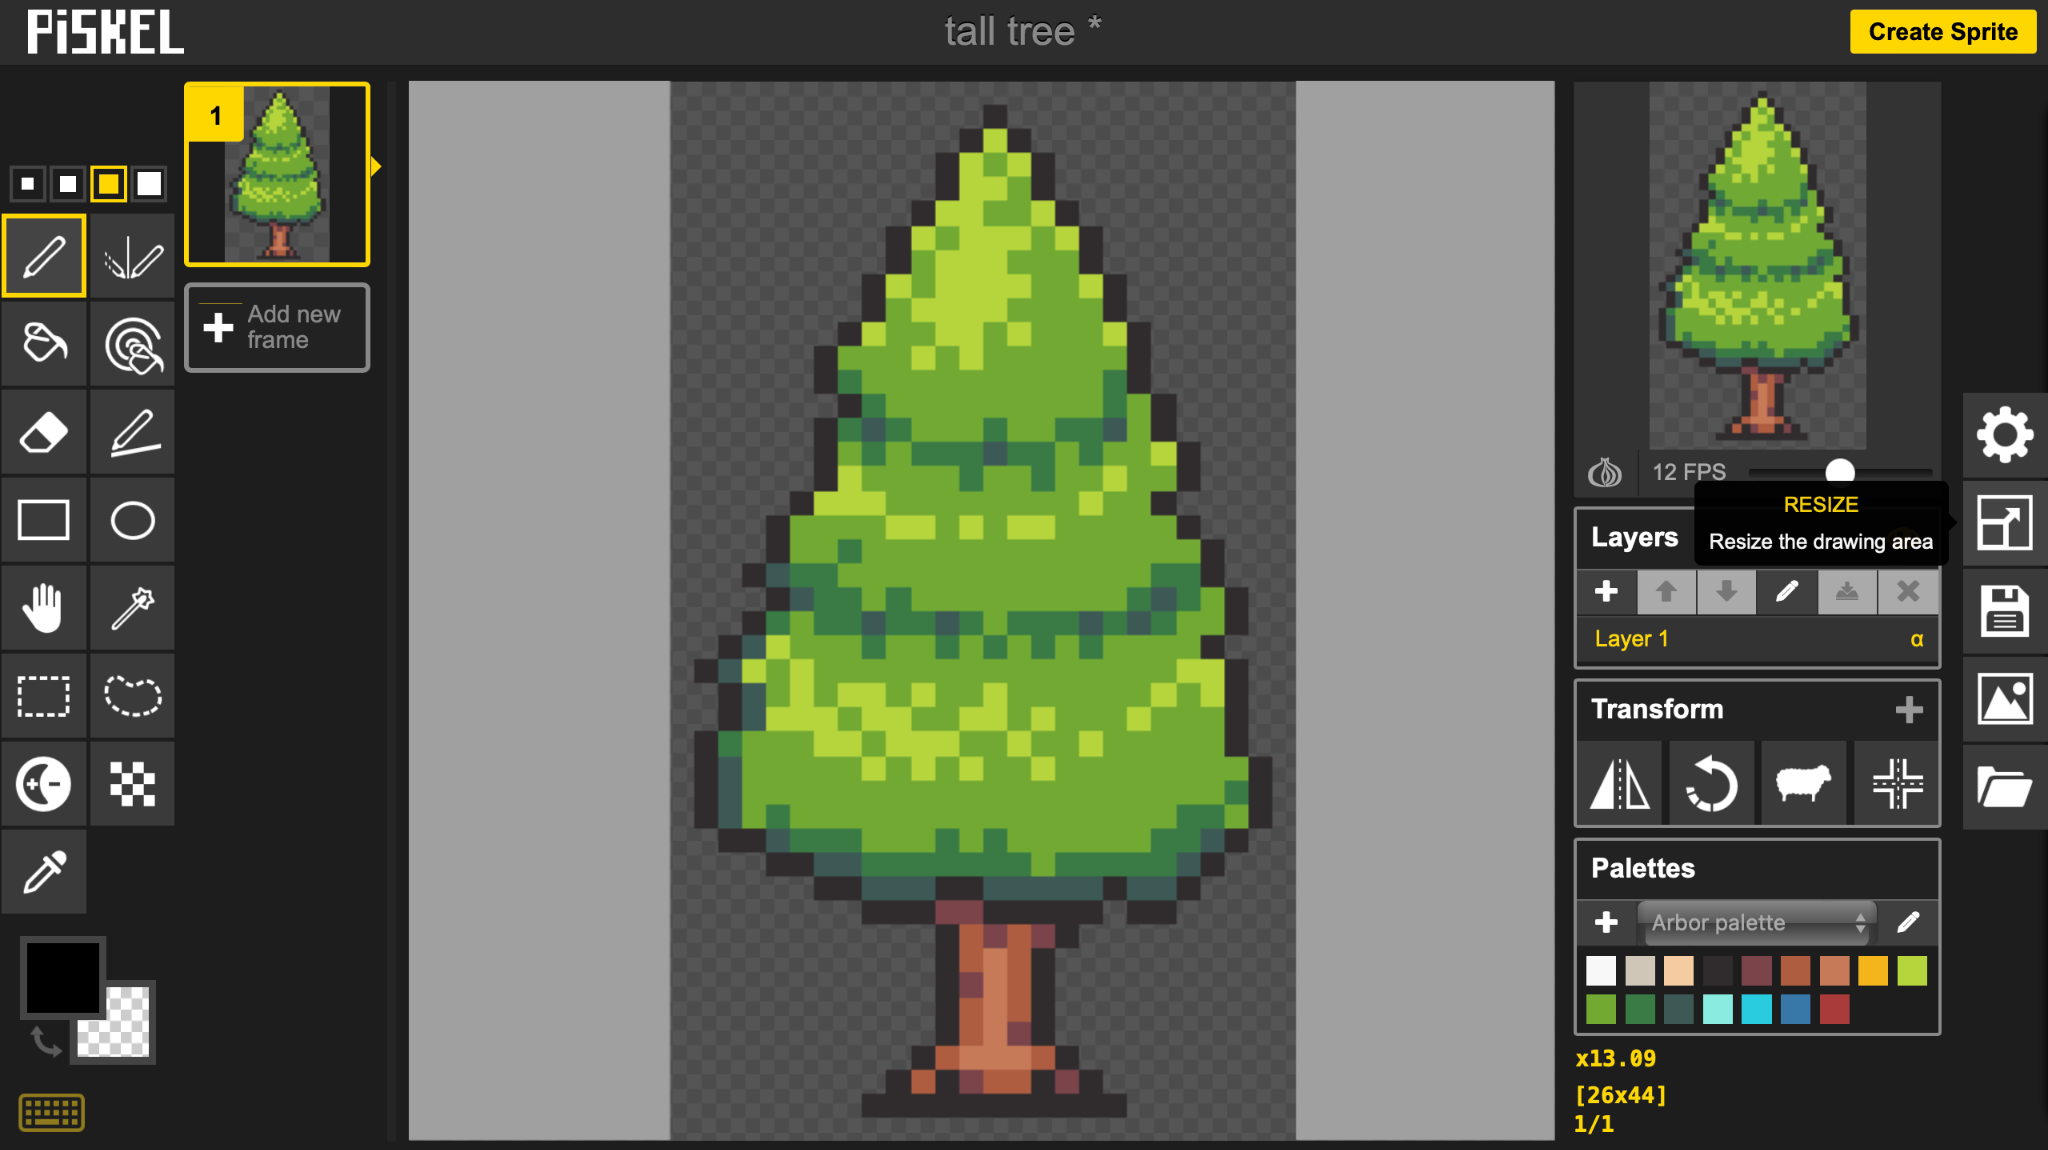 PiSKEL
tall tree *
Create Sprite
1
Add new
frame
12 FPS
RESIZE
Resize the drawing area
Layers
Layer 1
α
Transform
Palettes
Arbor palette
x13.09
[26x44]
1/1